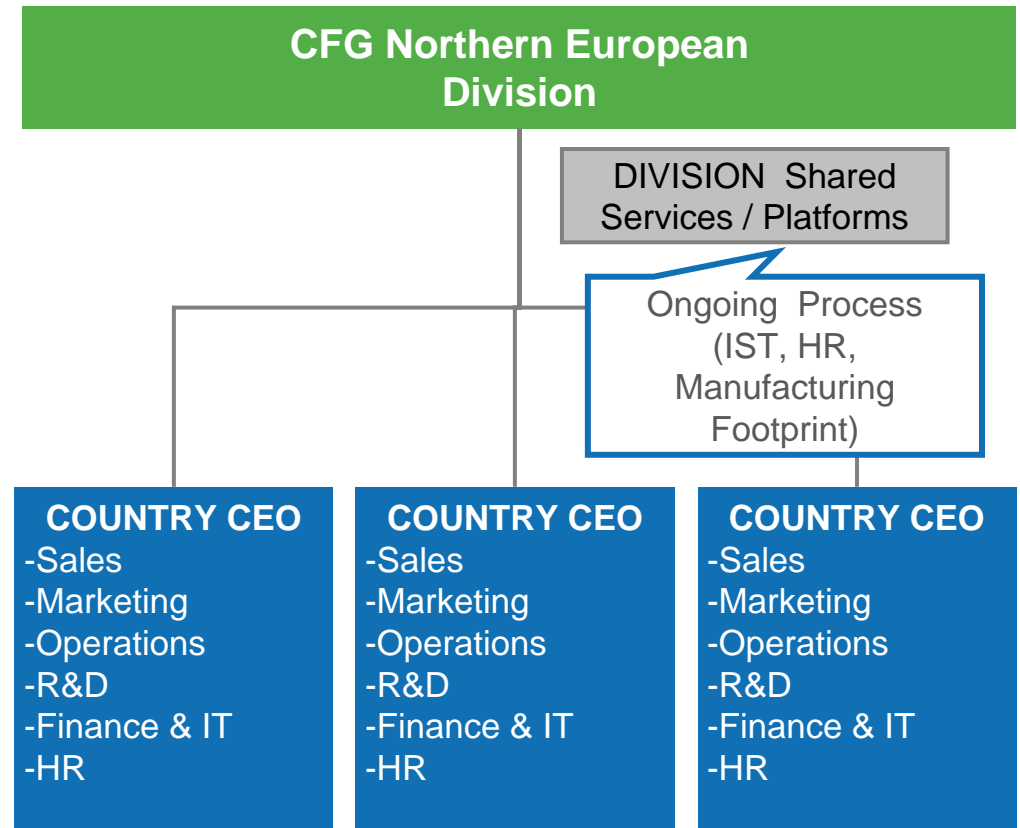 CFG Northern European
Division
DIVISION Shared
Services / Platforms
Ongoing Process
(IST, HR,
Manufacturing
Footprint)
COUNTRY CEO
-Sales
-Marketing
-Operations
-R&D
-Finance & IT
-HR
COUNTRY CEO
-Sales
-Marketing
-Operations
-R&D
-Finance & IT
-HR
COUNTRY CEO
-Sales
-Marketing
-Operations
-R&D
-Finance & IT
-HR